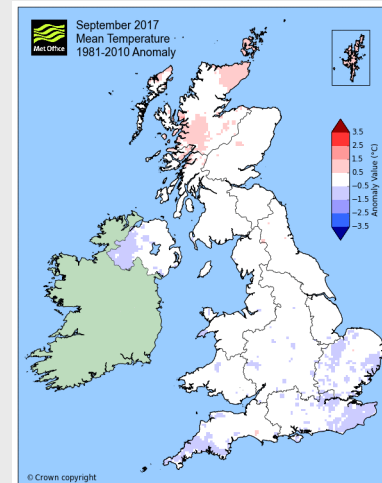 September 2017
Mean Temperature
1981-2010 Anomaly
Met Office
3.5
2.5
1.5
0.5
−0.5
−1.5
−2.5
−3.5
Anomaly Value (°C)
© Crown copyright